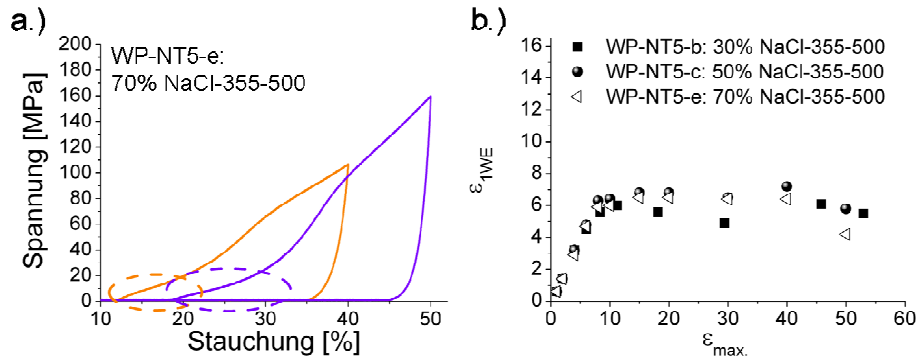 a.)
WP-NT5-e:
70% NaCl-355-500
Spannung [MPa]
200
180
160
140
120
100
80
60
40
20
0
10 20 30 40 50
Stauchung [%]
b.)
WP-NT5-b: 30% NaCl-355-500
WP-NT5-c: 50% NaCl-355-500
WP-NT5-e: 70% NaCl-355-500
ε1WE
16
14
12
10
8
6
4
2
0
0 10 20 30 40 50 60
εmax.